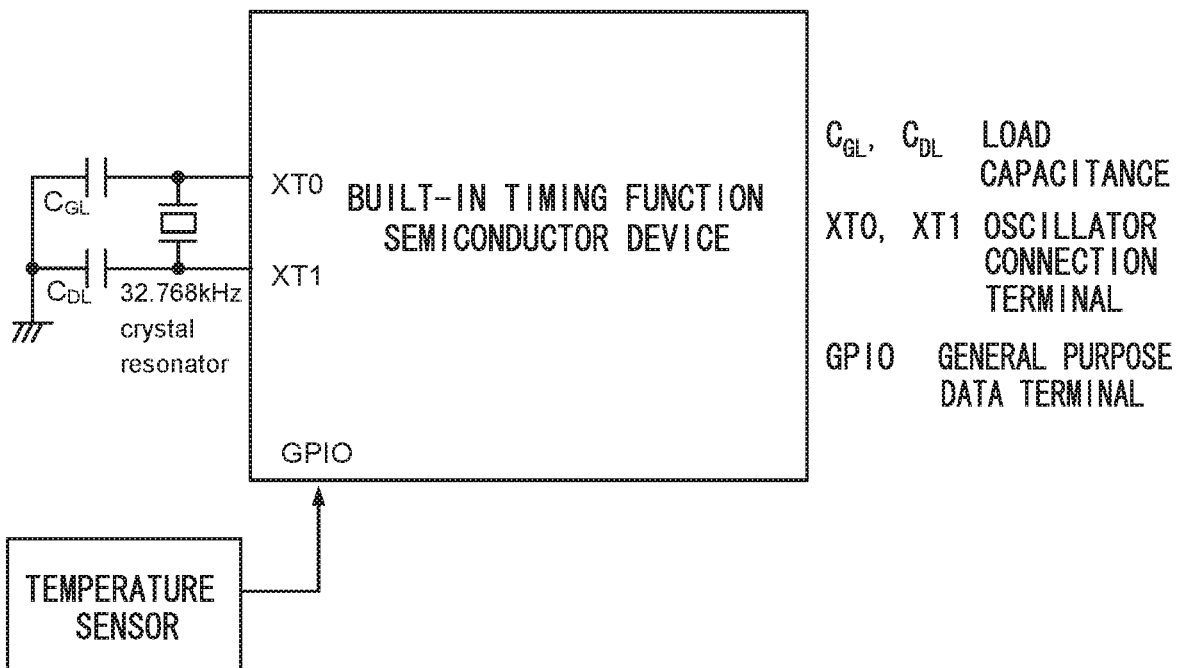 XT0
C_GL
BUILT-IN TIMING FUNCTION
SEMICONDUCTOR DEVICE
XT1
C_DL
32.768kHz
crystal
resonator
GPIO
TEMPERATURE
SENSOR
C_GL, C_DL LOAD
CAPACITANCE
XT0, XT1 OSCILLATOR
CONNECTION
TERMINAL
GPIO GENERAL PURPOSE
DATA TERMINAL